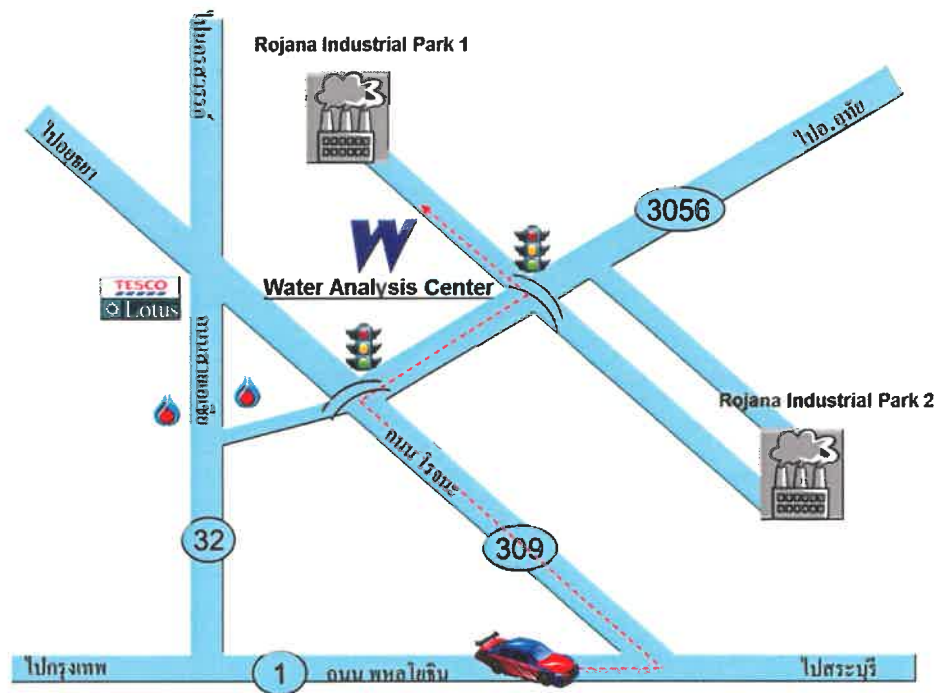 ไปนครสวรรค์
Rojana Industrial Park 1
ไปอยุธยา
ไปอ.อุทัย
3056
W
Water Analysis Center
TESCO
Lotus
ถนนสายเอเซีย
Rojana Industrial Park 2
ถนน โรจนะ
32
309
ไปกรุงเทพ
1
ถนน พหลโยธิน
ไปสระบุรี